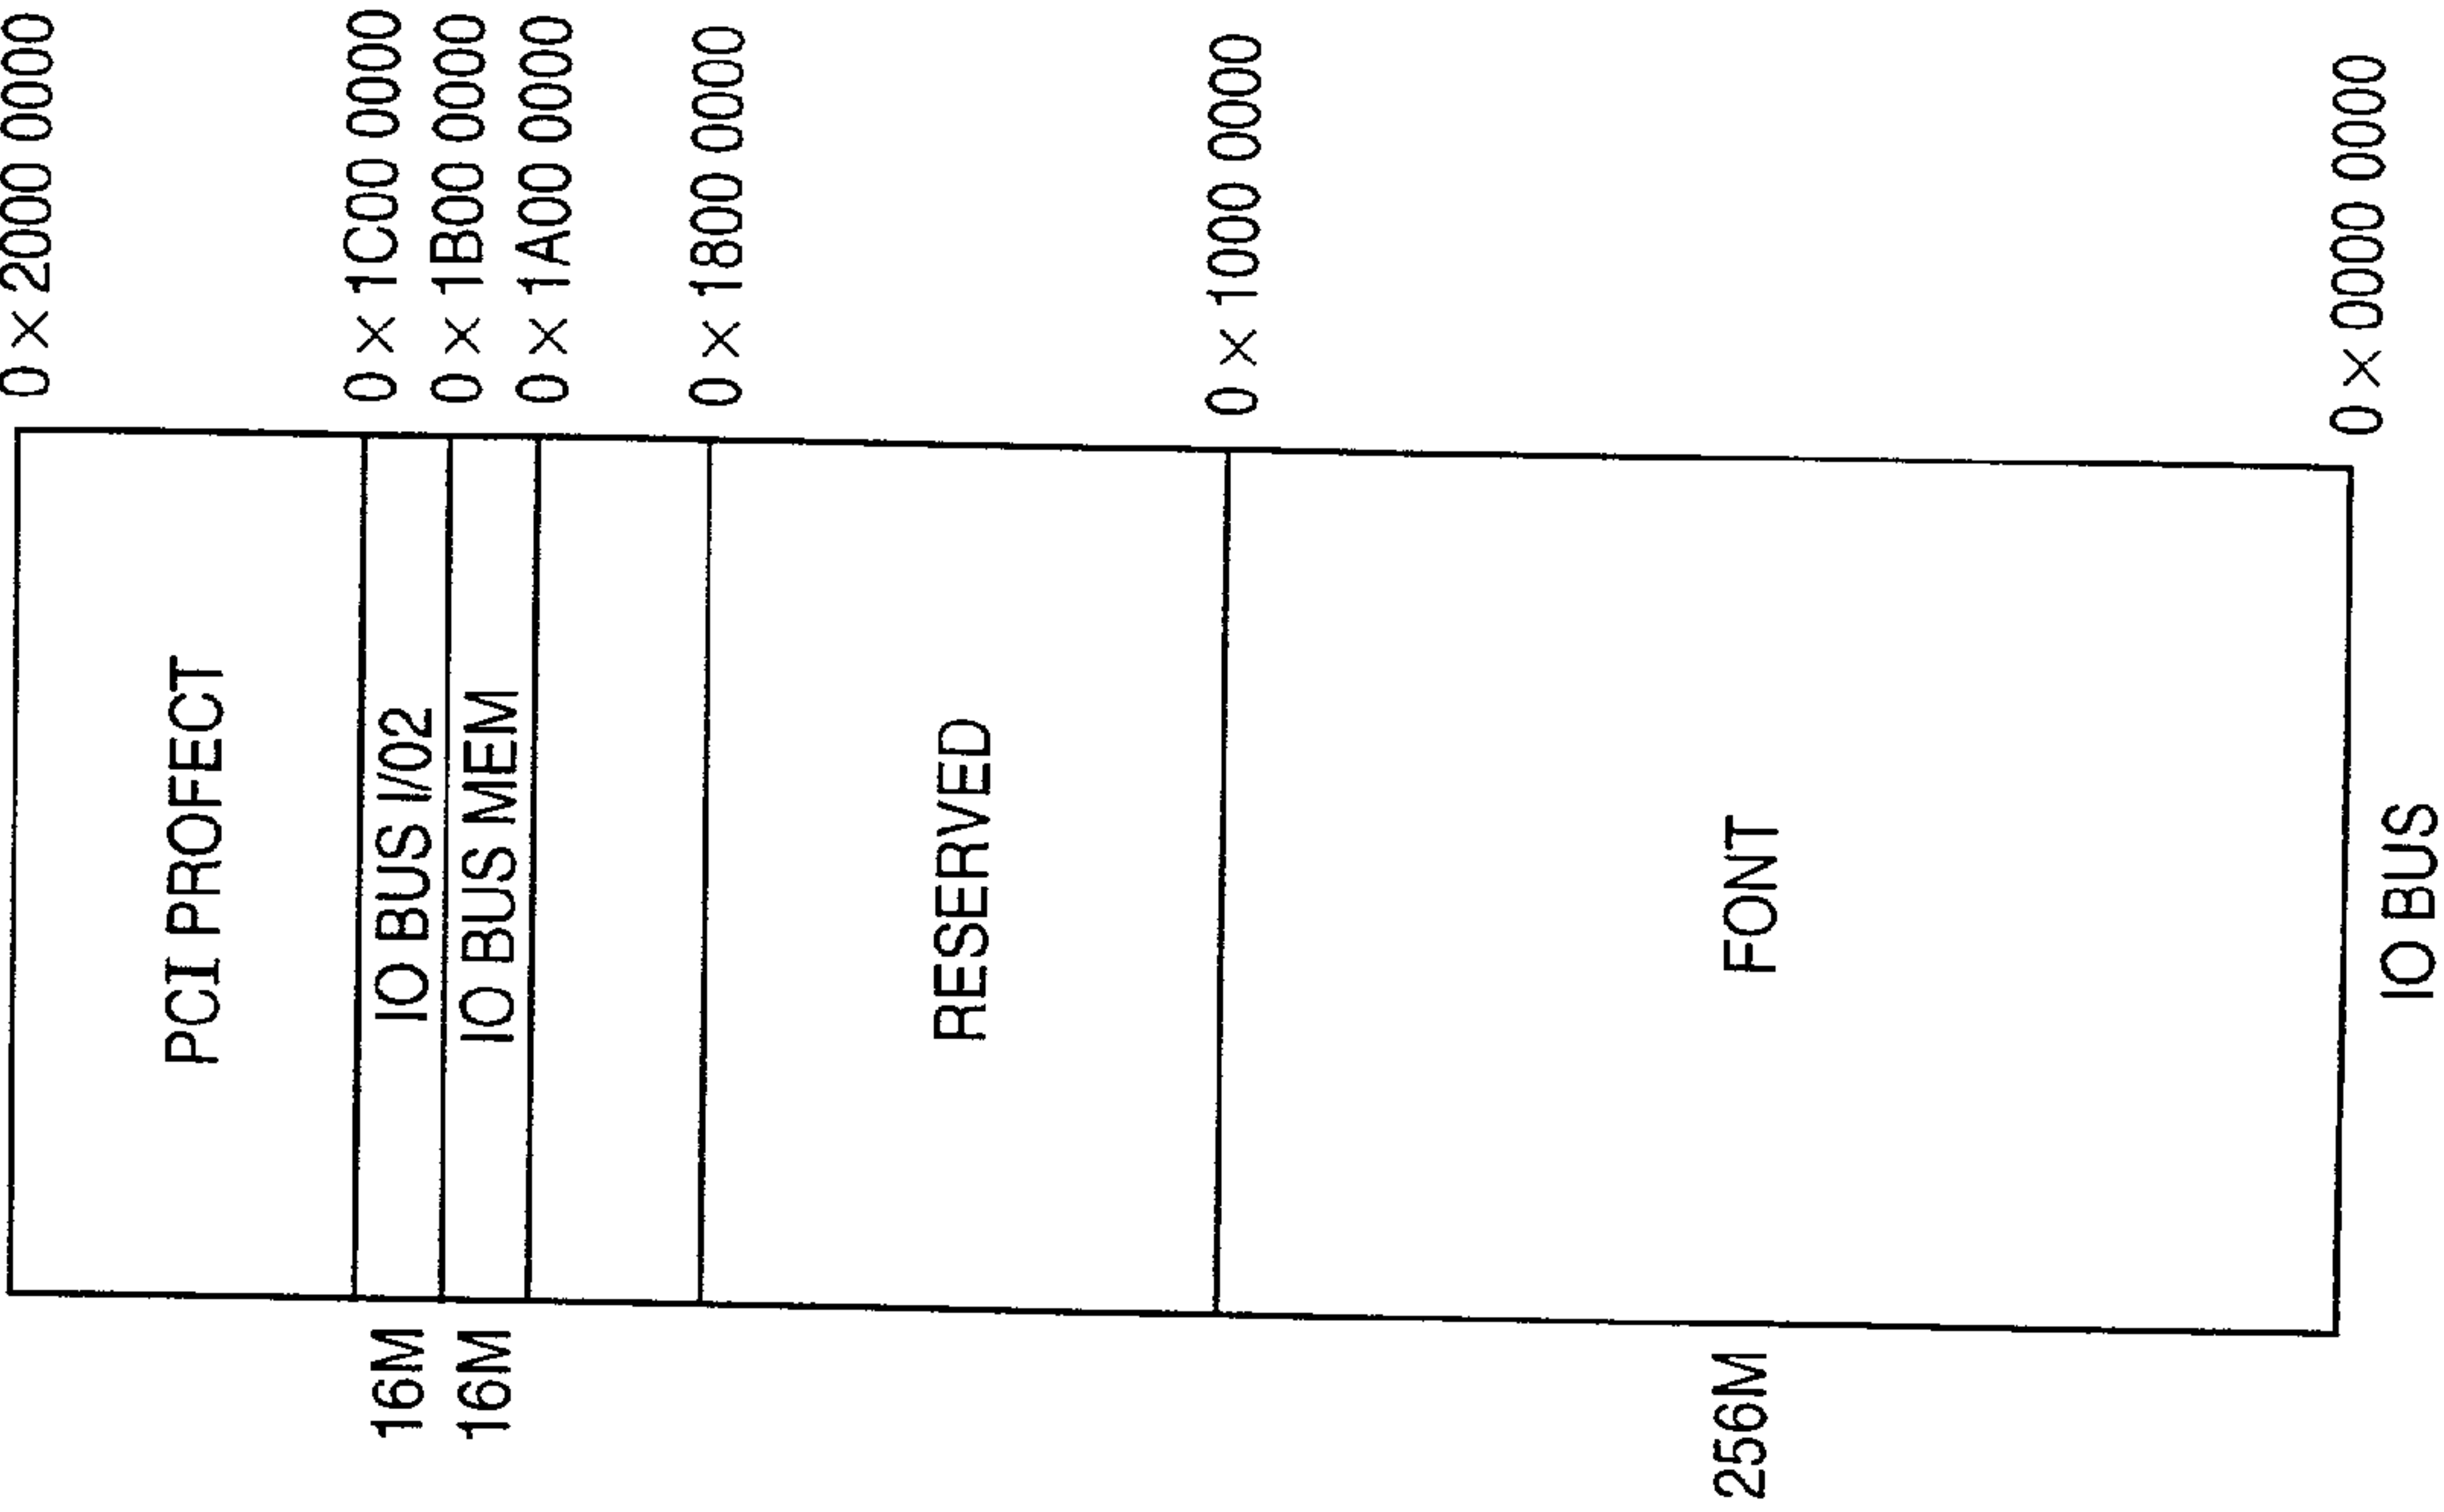 0×2000 0000
PCI PROFECT
0×1C00 0000
16M
IO BUS I/02
0×1B00 0000
16M
IO BUS MEM
0×1A00 0000
0×1800 0000
RESERVED
0×1000 0000
256M
FONT
0×0000 0000
IO BUS